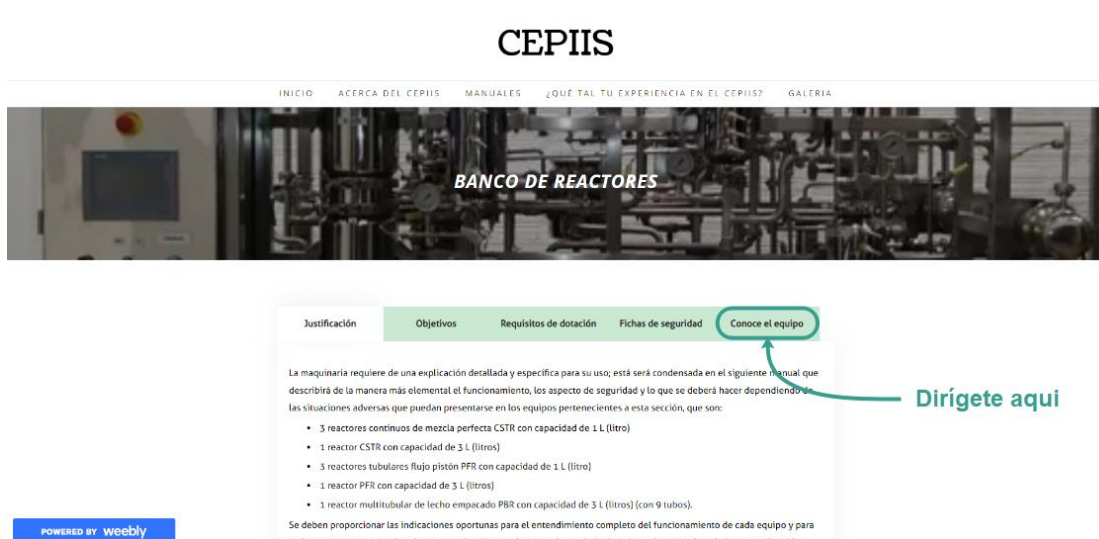 CEPIIS
INICIO ACERCA DEL CEPIIS MANUALES ¿QUÉ TAL TU EXPERIENCIA EN EL CEPIIS? GALERIA
BANCO DE REACTORES
Justificación Objetivos Requisitos de dotación Fichas de seguridad Conoce el equipo
La maquinaria requiere de una explicación detallada y específica para su uso; está será condensada en el siguiente manual que
describirá de la manera más elemental el funcionamiento, los aspecto de seguridad y lo que se deberá hacer dependiendo de
las situaciones adversas que puedan presentarse en los equipos pertenecientes a esta sección, que son:
• 3 reactores continuos de mezcla perfecta CSTR con capacidad de 1 L (litro)
• 1 reactor CSTR con capacidad de 3 L (litros)
• 3 reactores tubulares flujo pistón PFR con capacidad de 1 L (litro)
• 1 reactor PFR con capacidad de 3 L (litros)
• 1 reactor multitubular de lecho empacado PBR con capacidad de 3 L (litros) (con 9 tubos).
Se deben proporcionar las indicaciones oportunas para el entendimiento completo del funcionamiento de cada equipo y para
Dirígete aqui
POWERED BY weebly